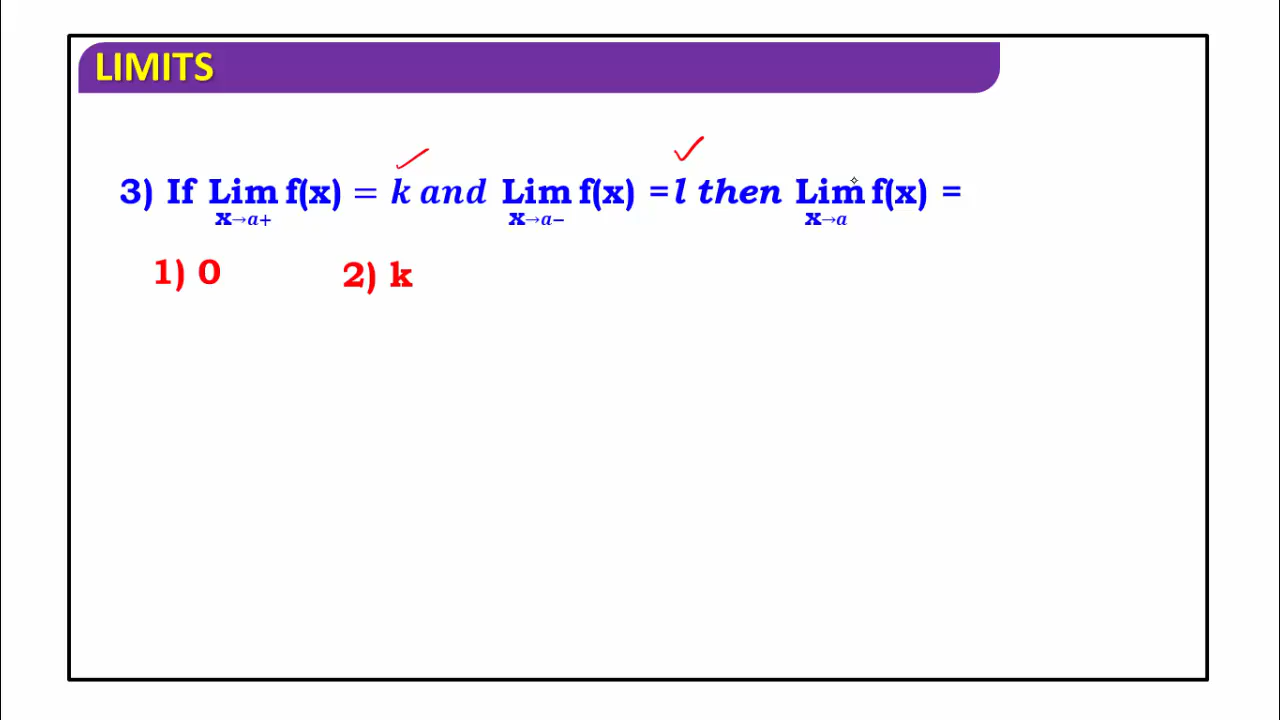 LIMITS
3) If Lim f(x) = k and Lim f(x) = l then Lim f(x) =
x→a+ x→a− x→a
1) 0 2) k